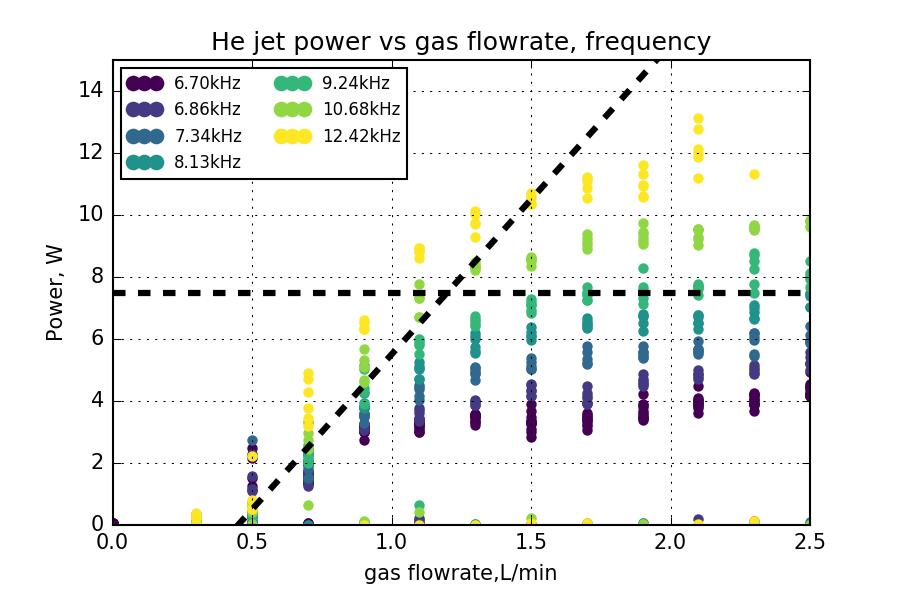 He jet power vs gas flowrate, frequency
6.70kHz
6.86kHz
7.34kHz
8.13kHz
9.24kHz
10.68kHz
12.42kHz
Power, W
14
12
10
8
6
4
2
0
0.0 0.5 1.0 1.5 2.0 2.5
gas flowrate,L/min